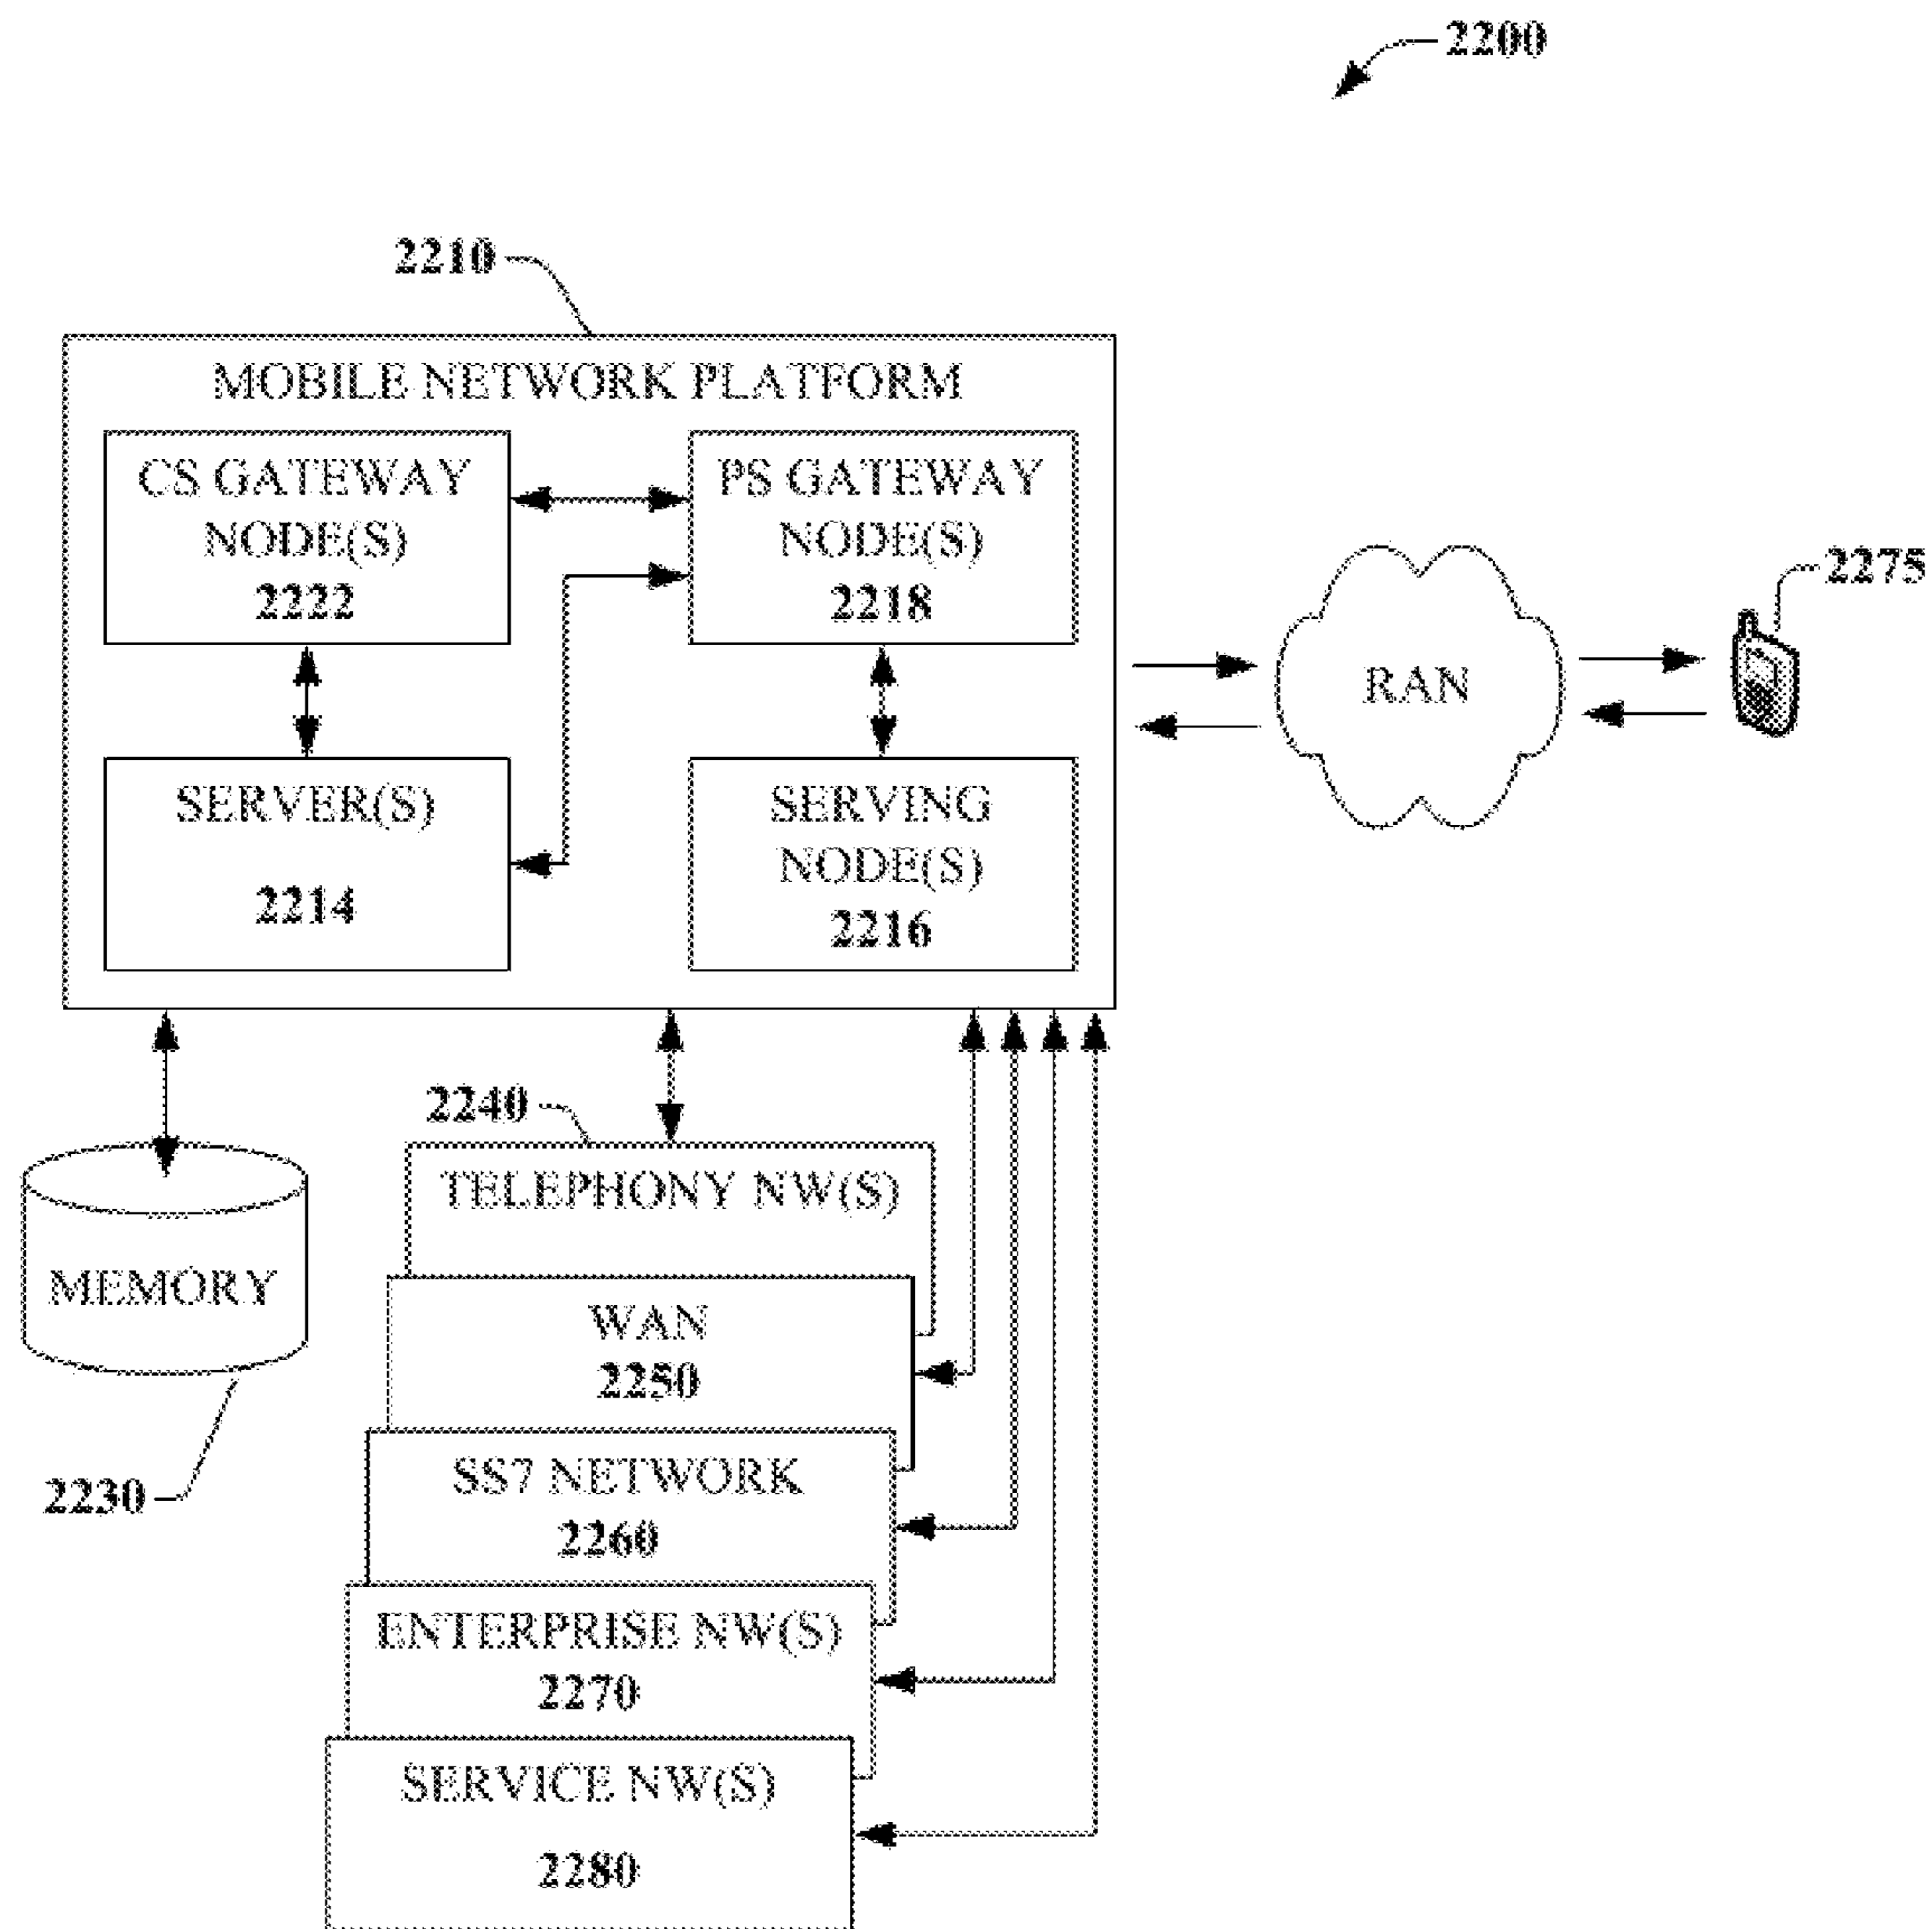 2200
2210
MOBILE NETWORK PLATFORM
CS GATEWAY
NODE(S)
2222
PS GATEWAY
NODE(S)
2218
SERVER(S)
2214
SERVING
NODE(S)
2216
RAN
2275
2240
TELEPHONY NW(S)
MEMORY
2230
WAN
2250
SS7 NETWORK
2260
ENTERPRISE NW(S)
2270
SERVICE NW(S)
2280